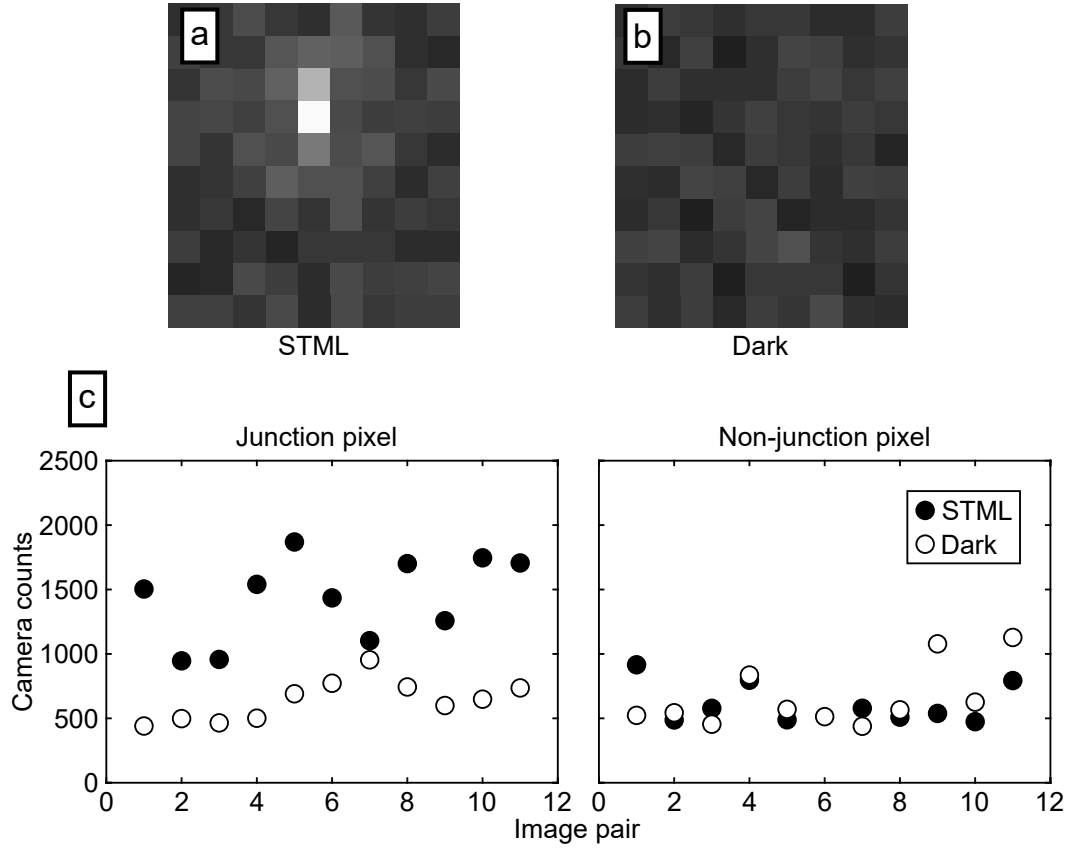 a
b
STML
Dark
c
Junction pixel
Non-junction pixel
Camera counts
2500
2000
1500
1000
500
0
0 2 4 6 8 10 12
0 2 4 6 8 10 12
STML
Dark
Image pair